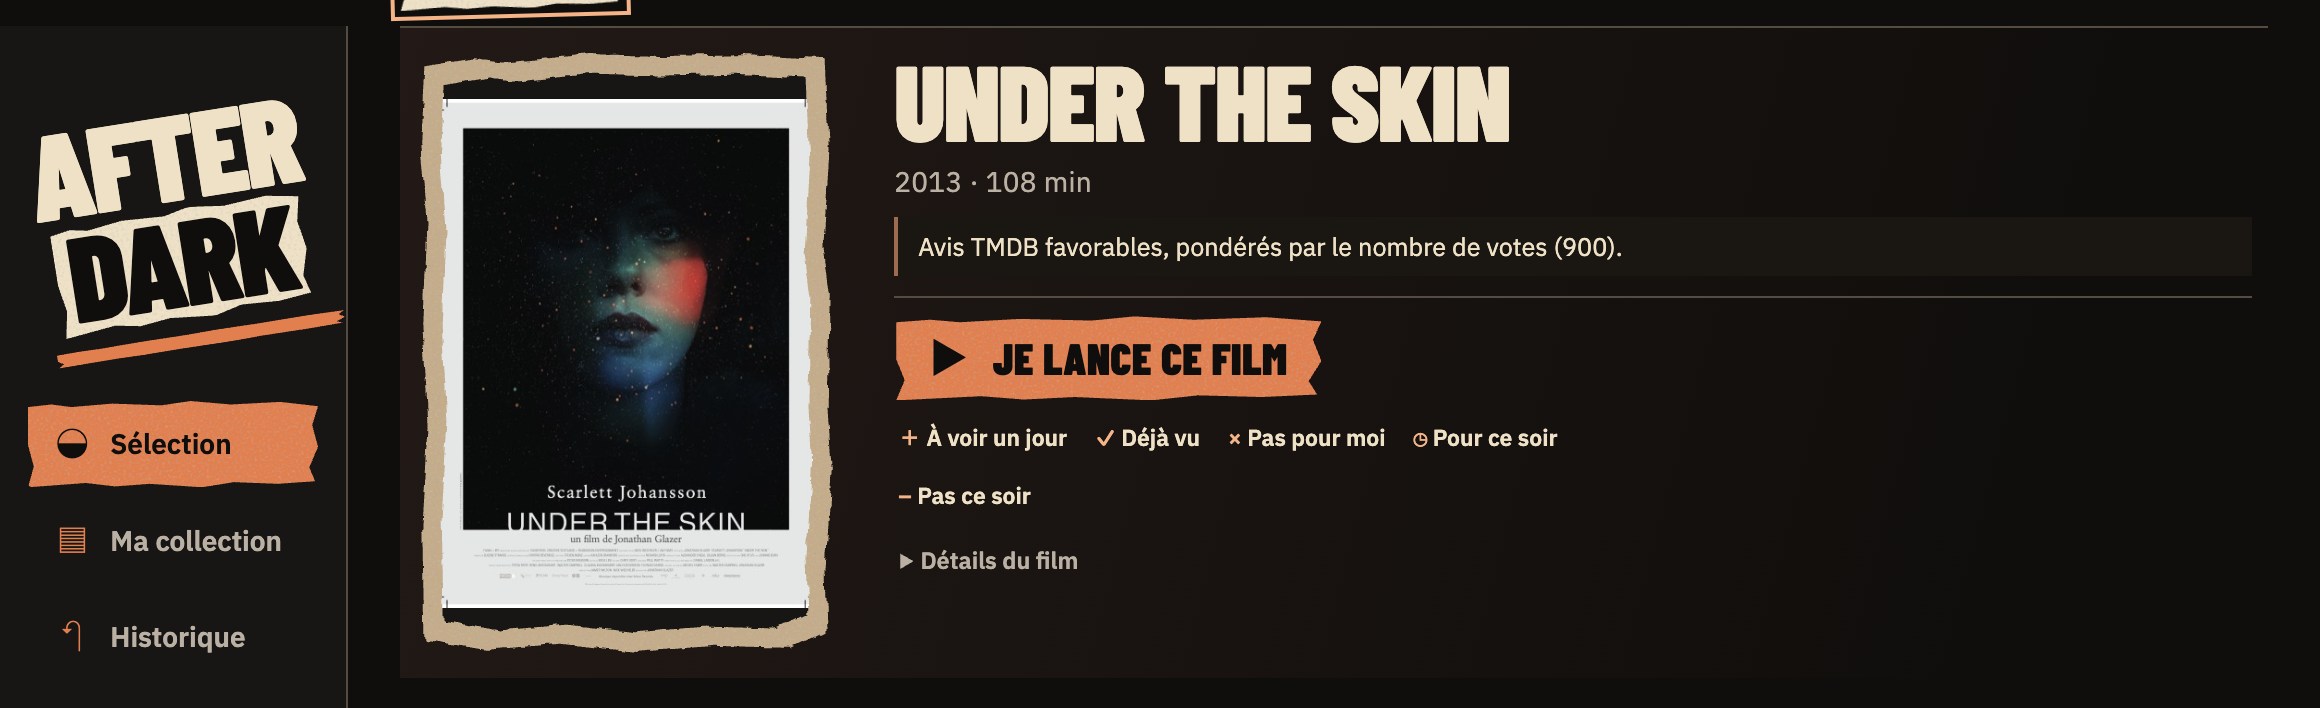 AFTER
DARK
Sélection
Ma collection
Historique
Scarlett Johansson
UNDER THE SKIN
un film de Jonathan Glazer
UNDER THE SKIN
2013 · 108 min
Avis TMDB favorables, pondérés par le nombre de votes (900).
JE LANCE CE FILM
+ À voir un jour ✓ Déjà vu × Pas pour moi ◷ Pour ce soir
– Pas ce soir
▶ Détails du film